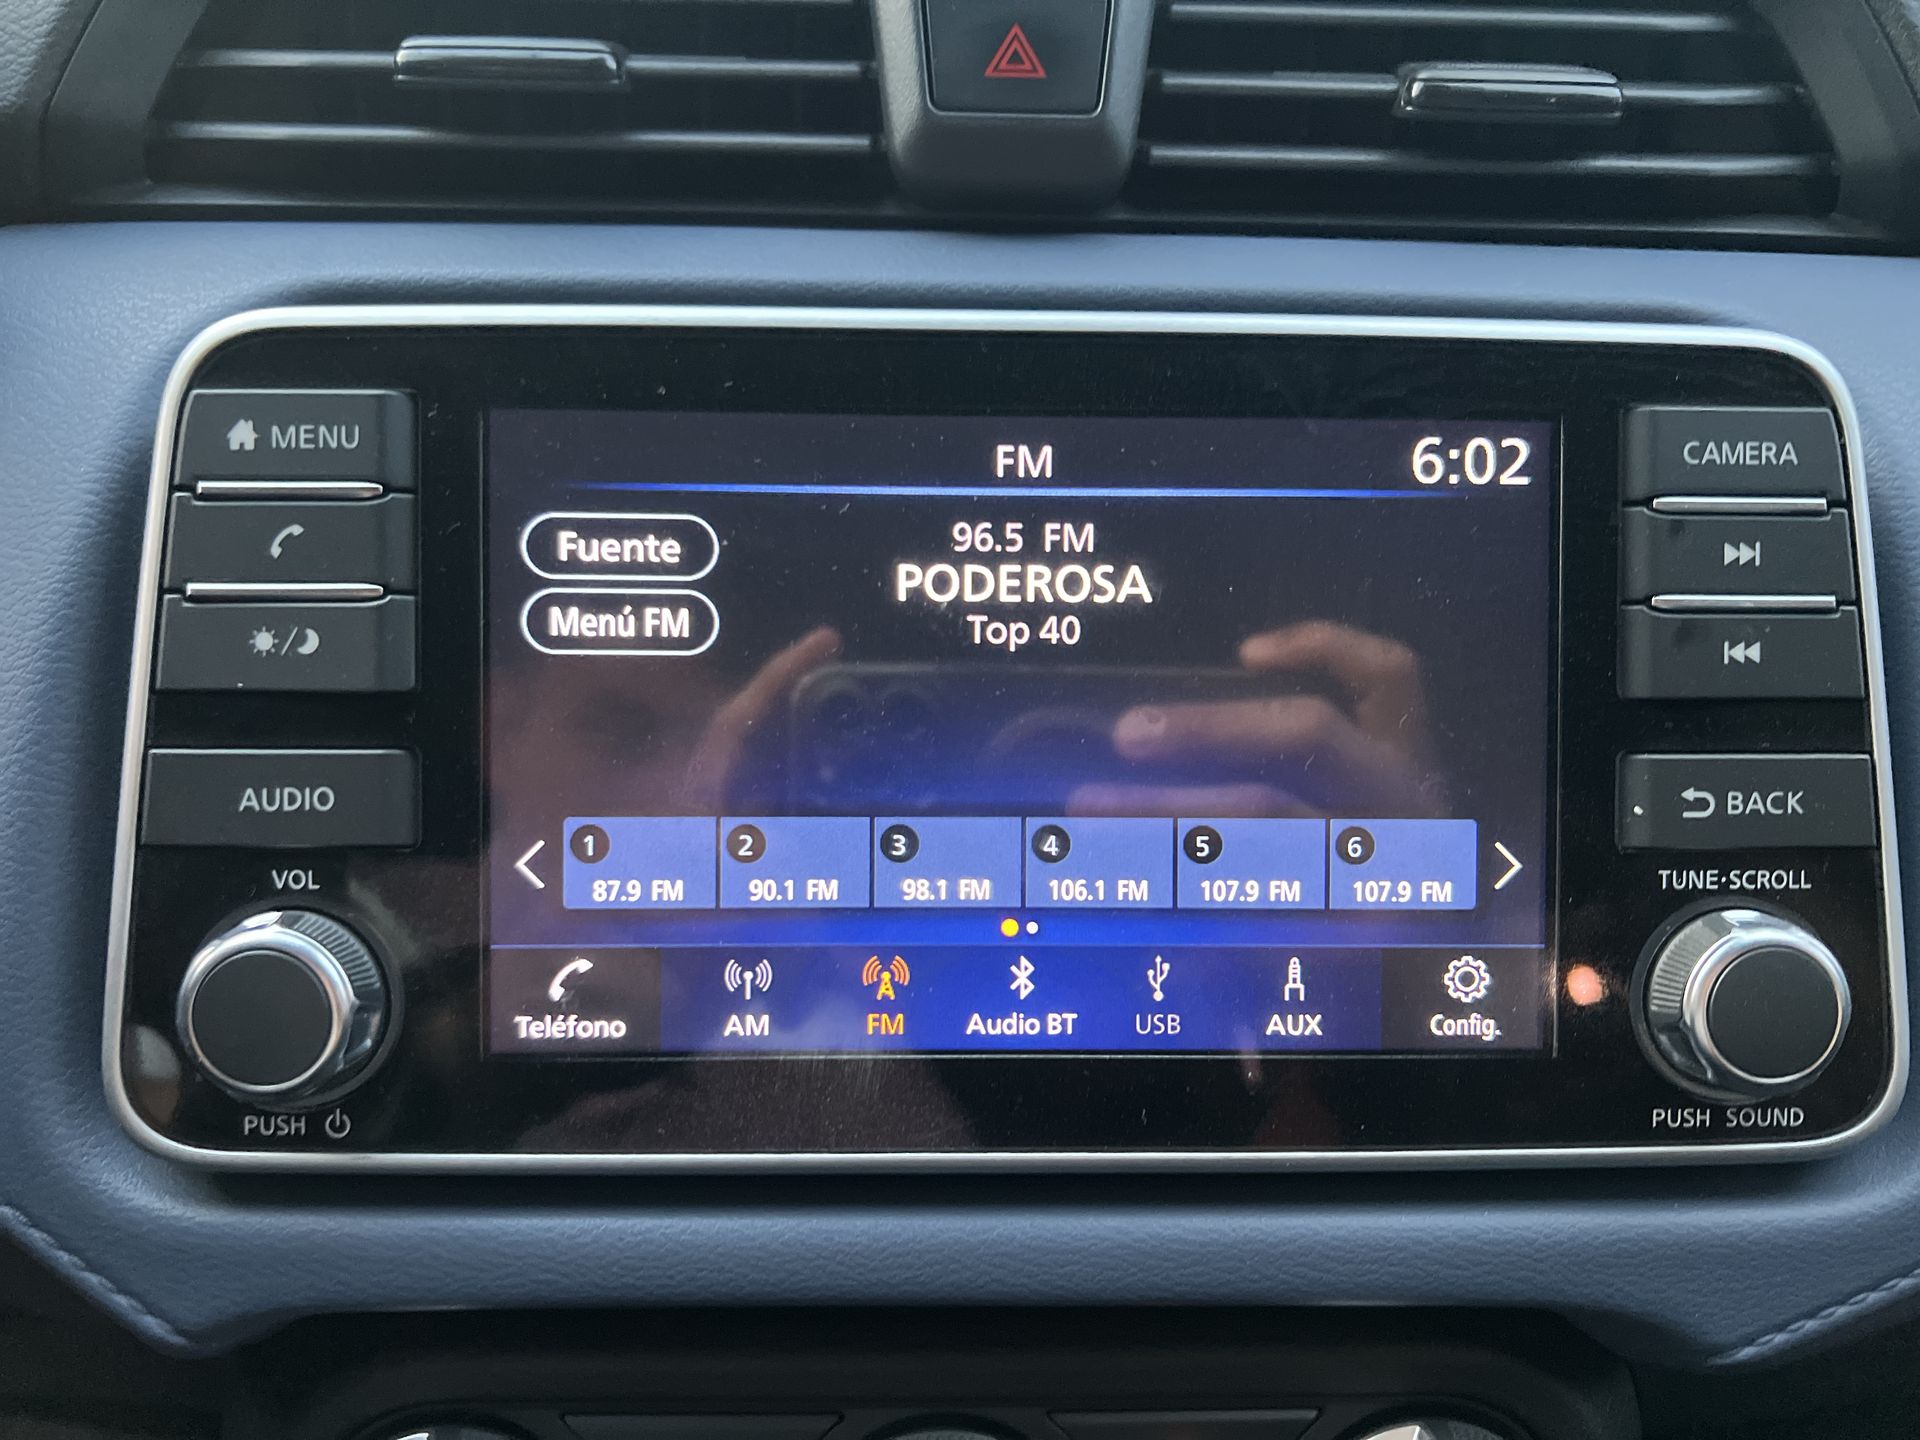 MENU
AUDIO
VOL
PUSH
FM
6:02
Fuente
Menú FM
96.5 FM
PODEROSA
Top 40
1
87.9 FM
2
90.1 FM
3
98.1 FM
4
106.1 FM
5
107.9 FM
6
107.9 FM
Teléfono
AM
FM
Audio BT
USB
AUX
Config.
CAMERA
BACK
TUNE·SCROLL
PUSH SOUND